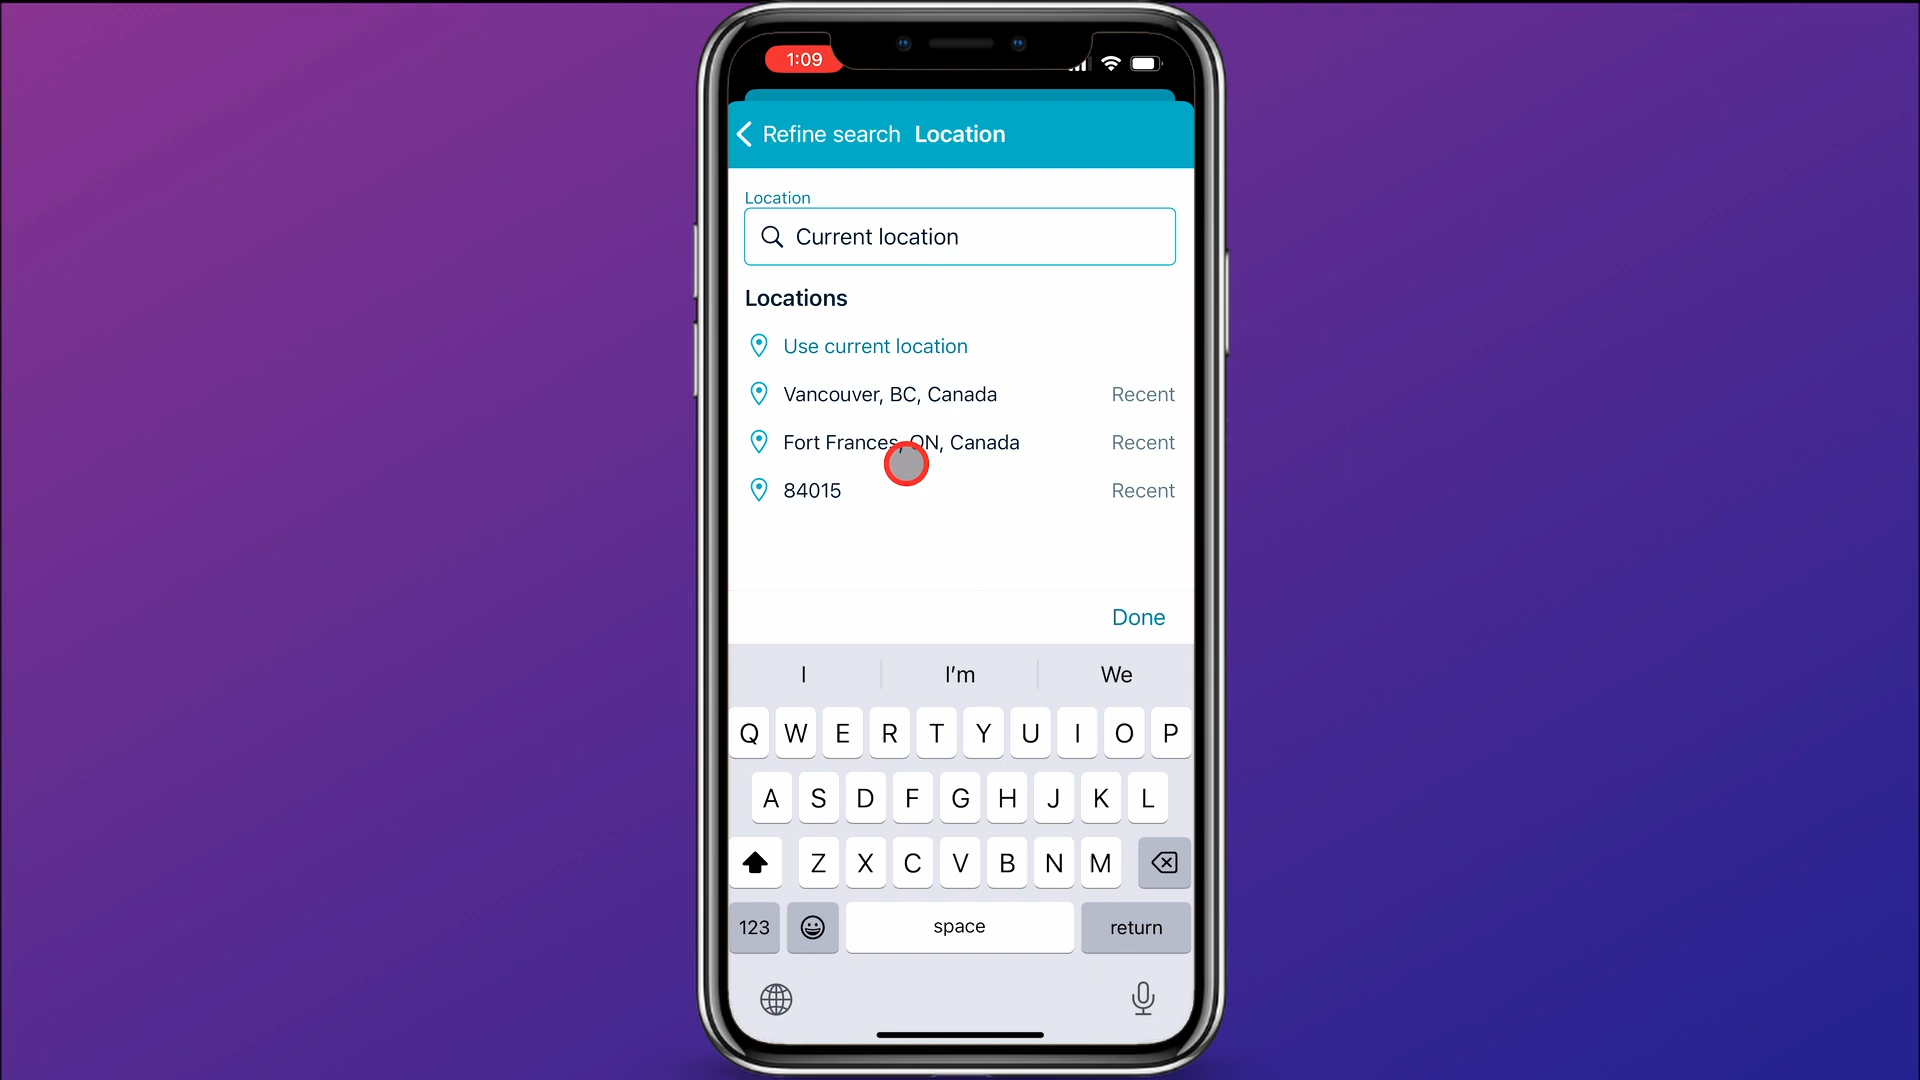 1:09
Refine search Location
Location
Current location
Locations
Use current location
Vancouver, BC, Canada Recent
Fort Frances, ON, Canada Recent
84015 Recent
Done
I I'm We
Q W E R T Y U I O P
A S D F G H J K L
Z X C V B N M
123 space return